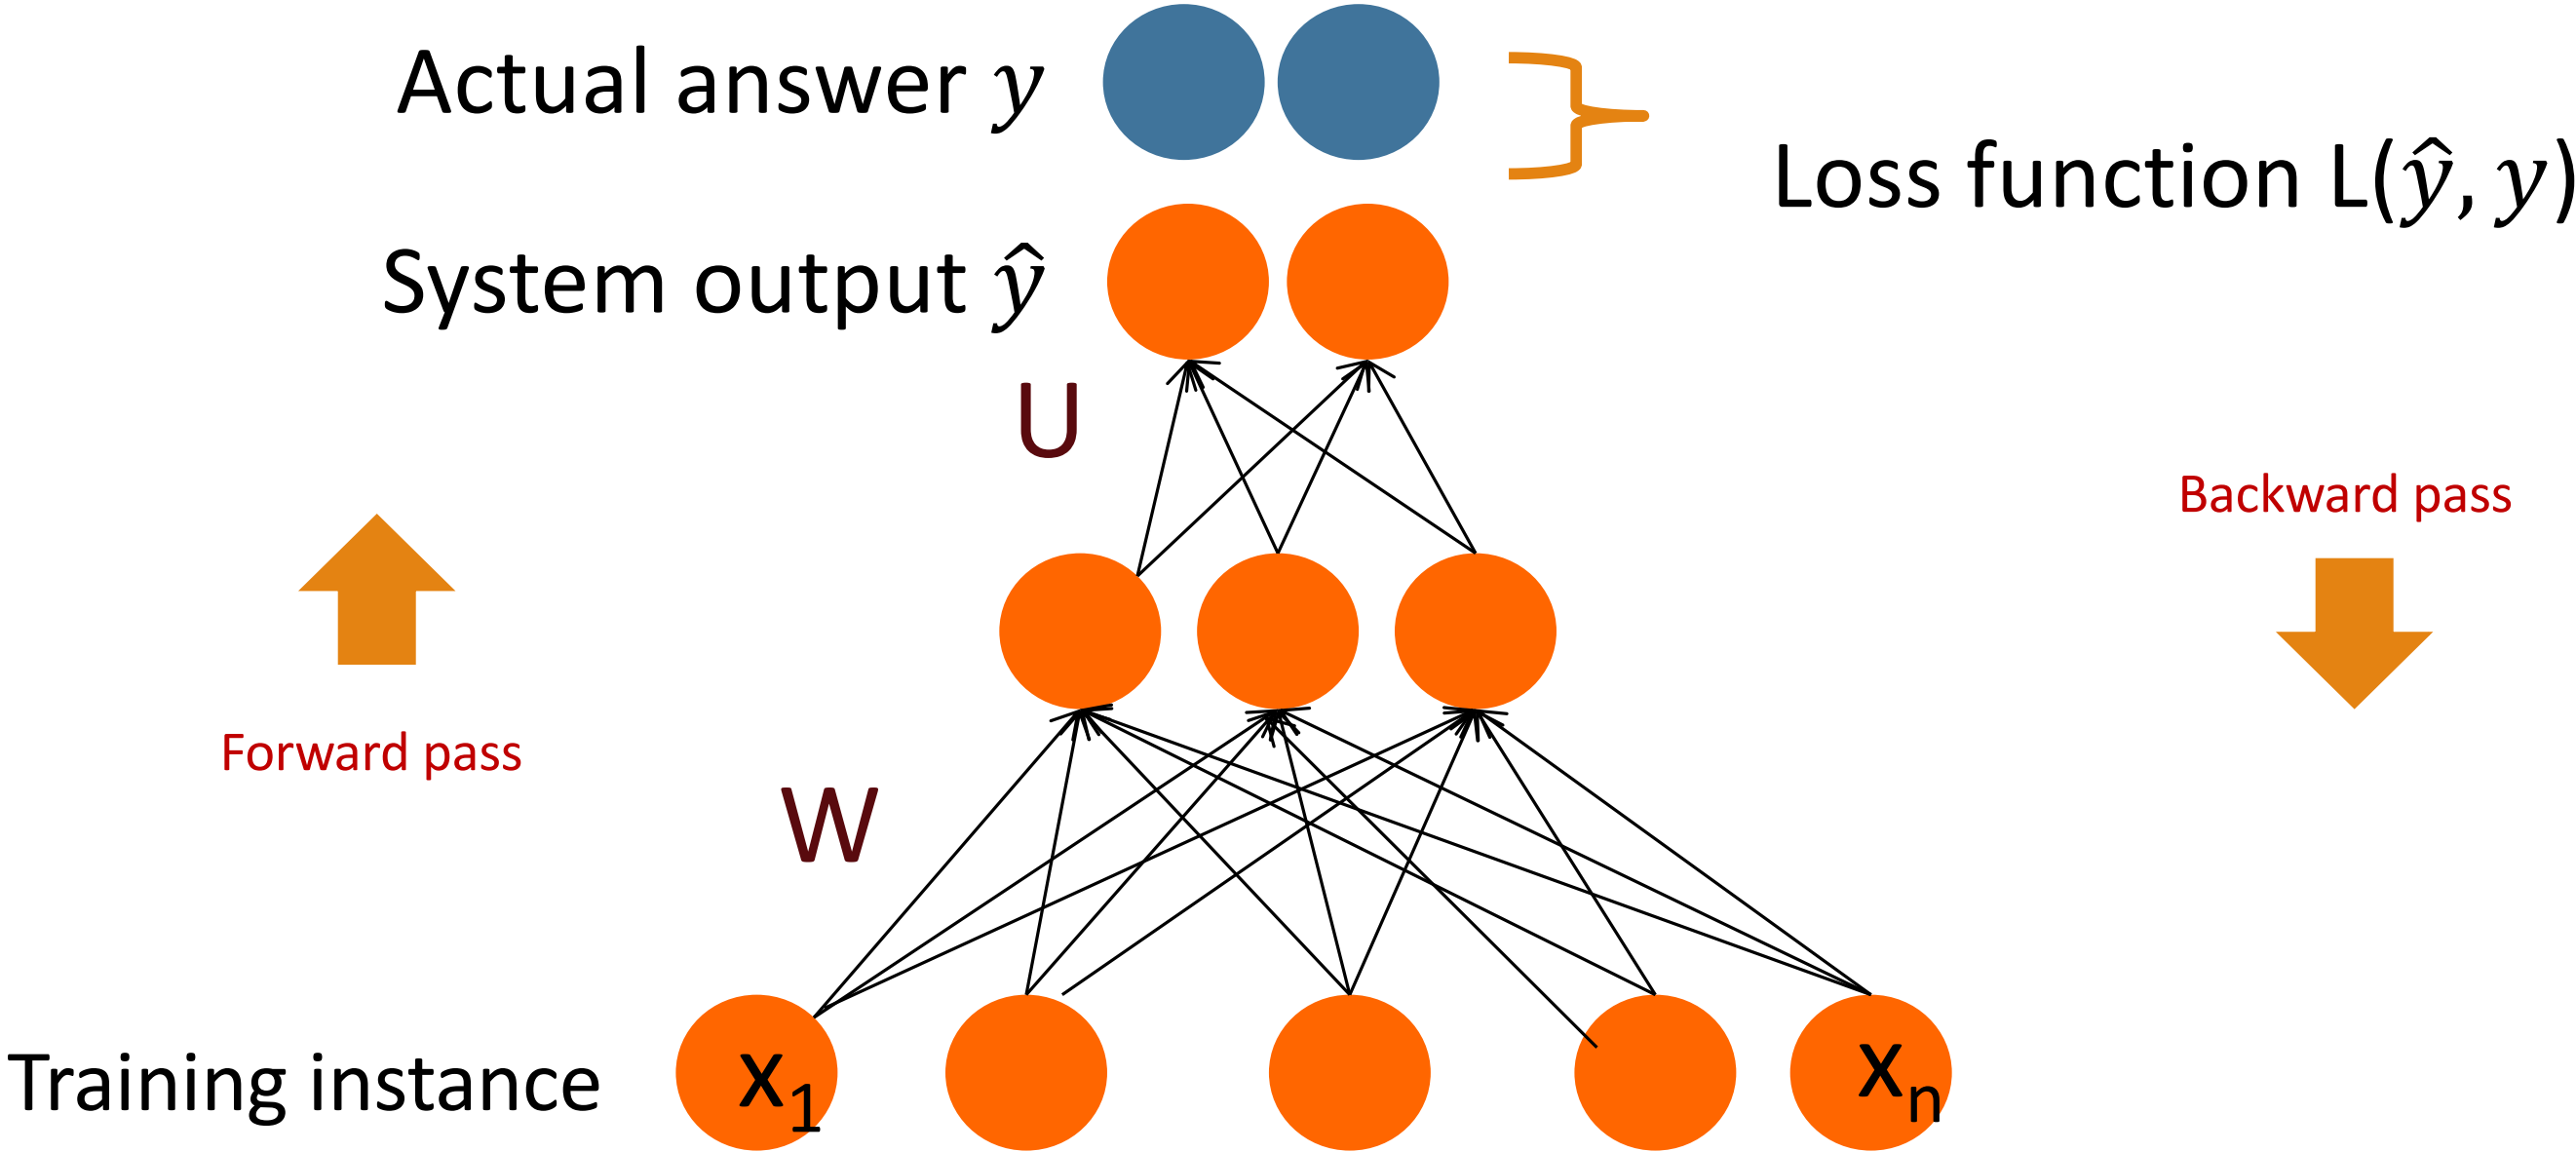 Actual answer y
Loss function L(ŷ, y)
System output ŷ
U
Backward pass
Forward pass
W
Training instance
x₁
xₙ